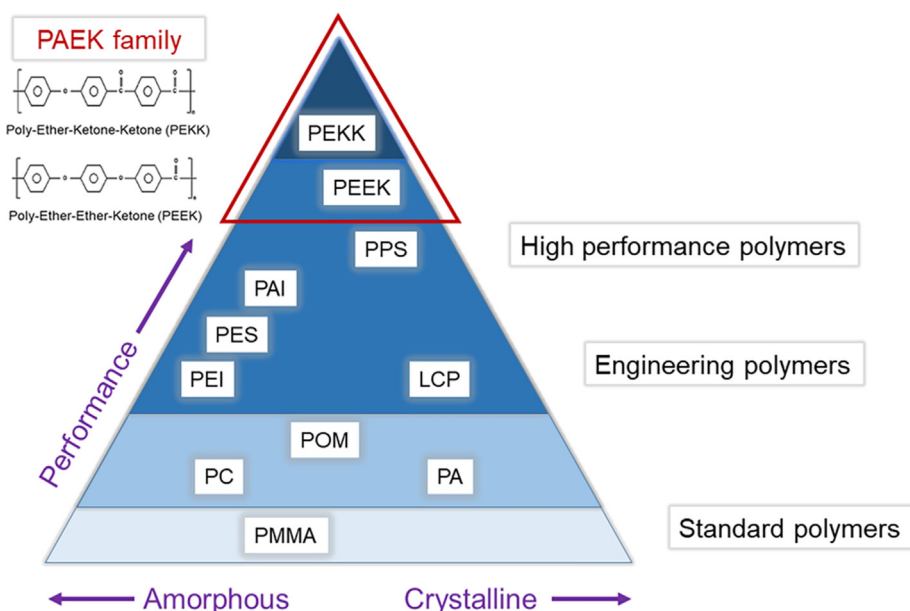 PAEK family
Poly-Ether-Ketone-Ketone (PEKK)
Poly-Ether-Ether-Ketone (PEEK)
PEKK
PEEK
PPS
High performance polymers
PAI
PES
PEI
LCP
Engineering polymers
Performance
POM
PC
PA
PMMA
Standard polymers
Amorphous
Crystalline